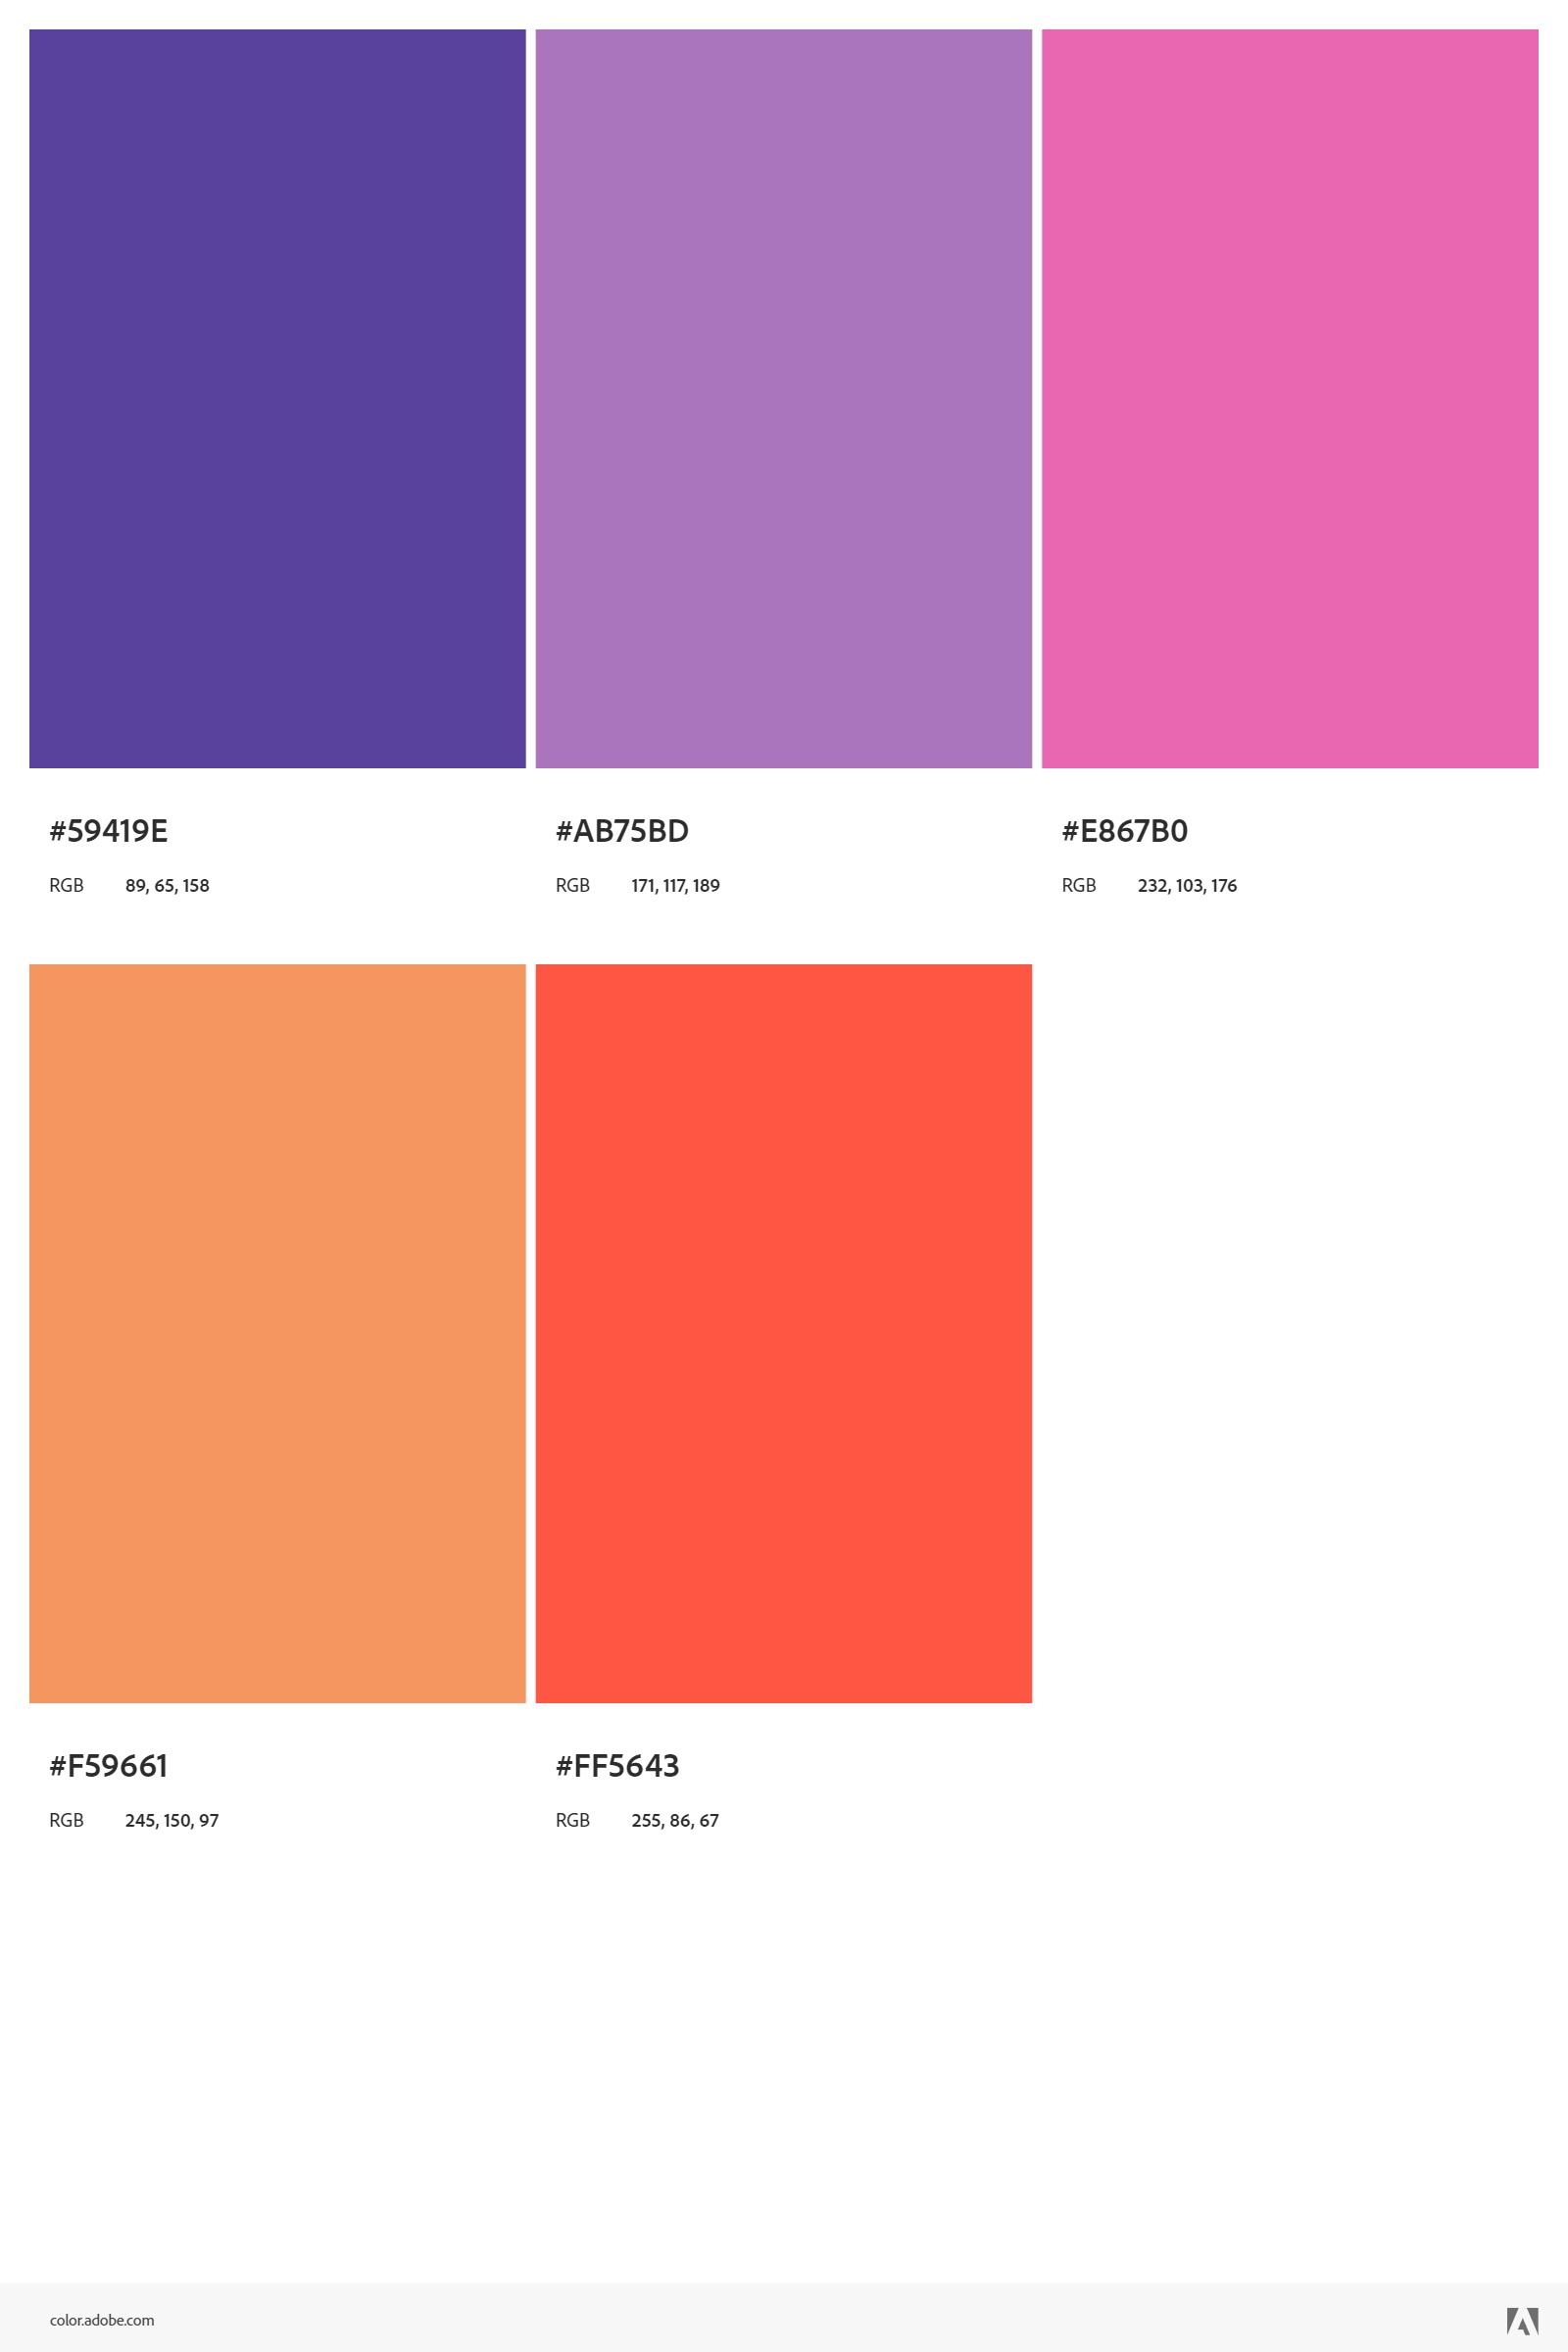 #59419E
RGB 89, 65, 158
#AB75BD
RGB 171, 117, 189
#E867B0
RGB 232, 103, 176
#F59661
RGB 245, 150, 97
#FF5643
RGB 255, 86, 67
color.adobe.com